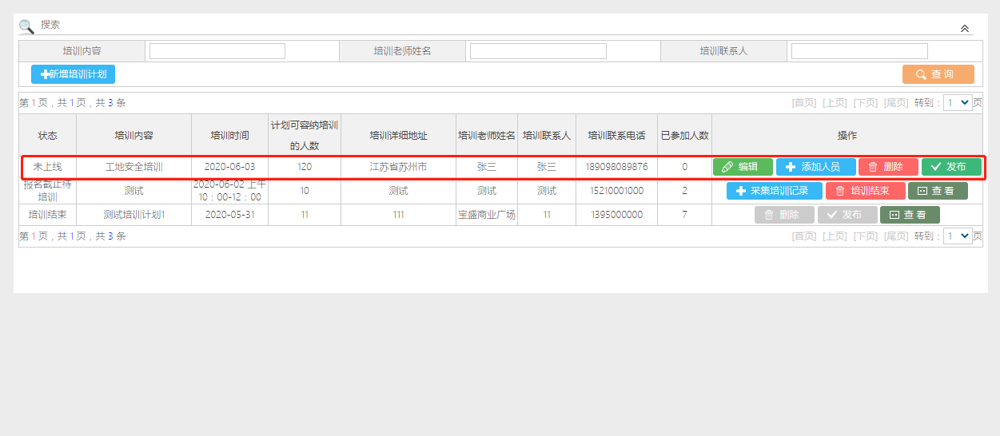 搜索
培训内容 培训老师姓名 培训联系人
新增培训计划 查 询
第 1 页 , 共 1 页 , 共 3 条 [首页] [上页] [下页] [尾页] 转到 : 1 页
状态 培训内容 培训时间 计划可容纳培训的人数 培训详细地址 培训老师姓名 培训联系人 培训联系电话 已参加人数 操作
未上线 工地安全培训 2020-06-03 120 江苏省苏州市 张三 张三 189098089876 0 编辑 添加人员 删除 发布
报名截止待培训 测试 2020-06-02 上午10：00-12：00 10 测试 测试 测试 15210001000 2 采集培训记录 培训结束 查 看
培训结束 测试培训计划1 2020-05-31 11 111 宝盛商业广场 11 1395000000 7 删除 发布 查 看
第 1 页 , 共 1 页 , 共 3 条 [首页] [上页] [下页] [尾页] 转到 : 1 页